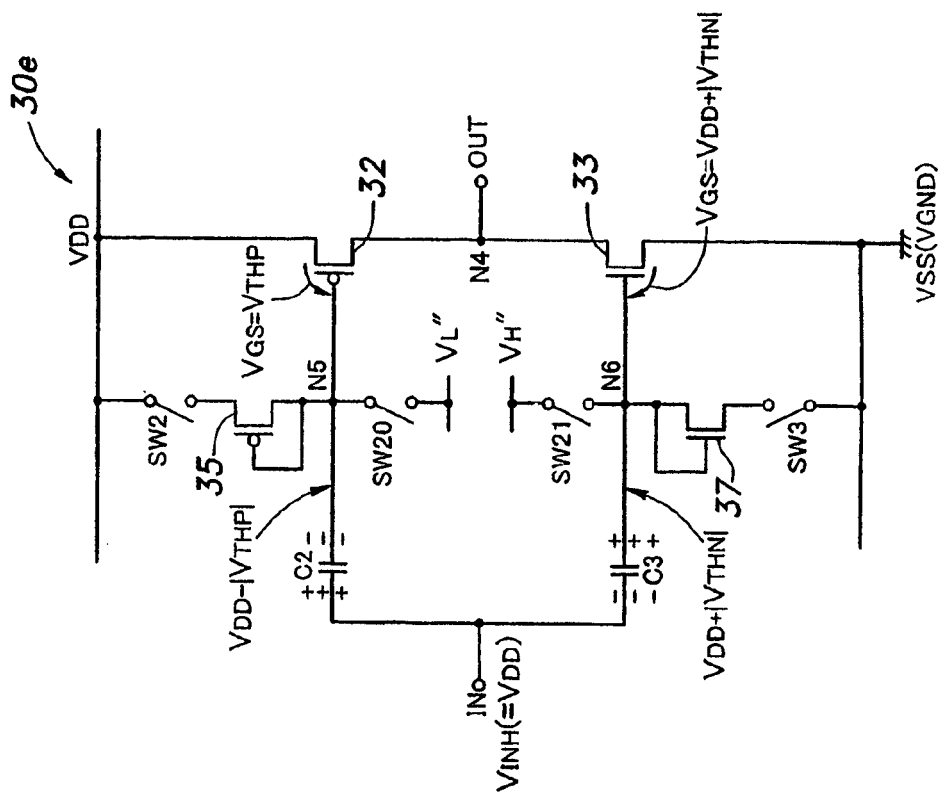 30e
VDD
SW2
35
VGS=VTHP
32
N5
VDD-|VTHP|
C2
+++
---
SW20
VL"
N4
OUT
IN
VINH(=VDD)
VH"
SW21
N6
33
---
+++
C3
VDD+|VTHN|
37
SW3
VGS=VDD+|VTHN|
VSS(VGND)